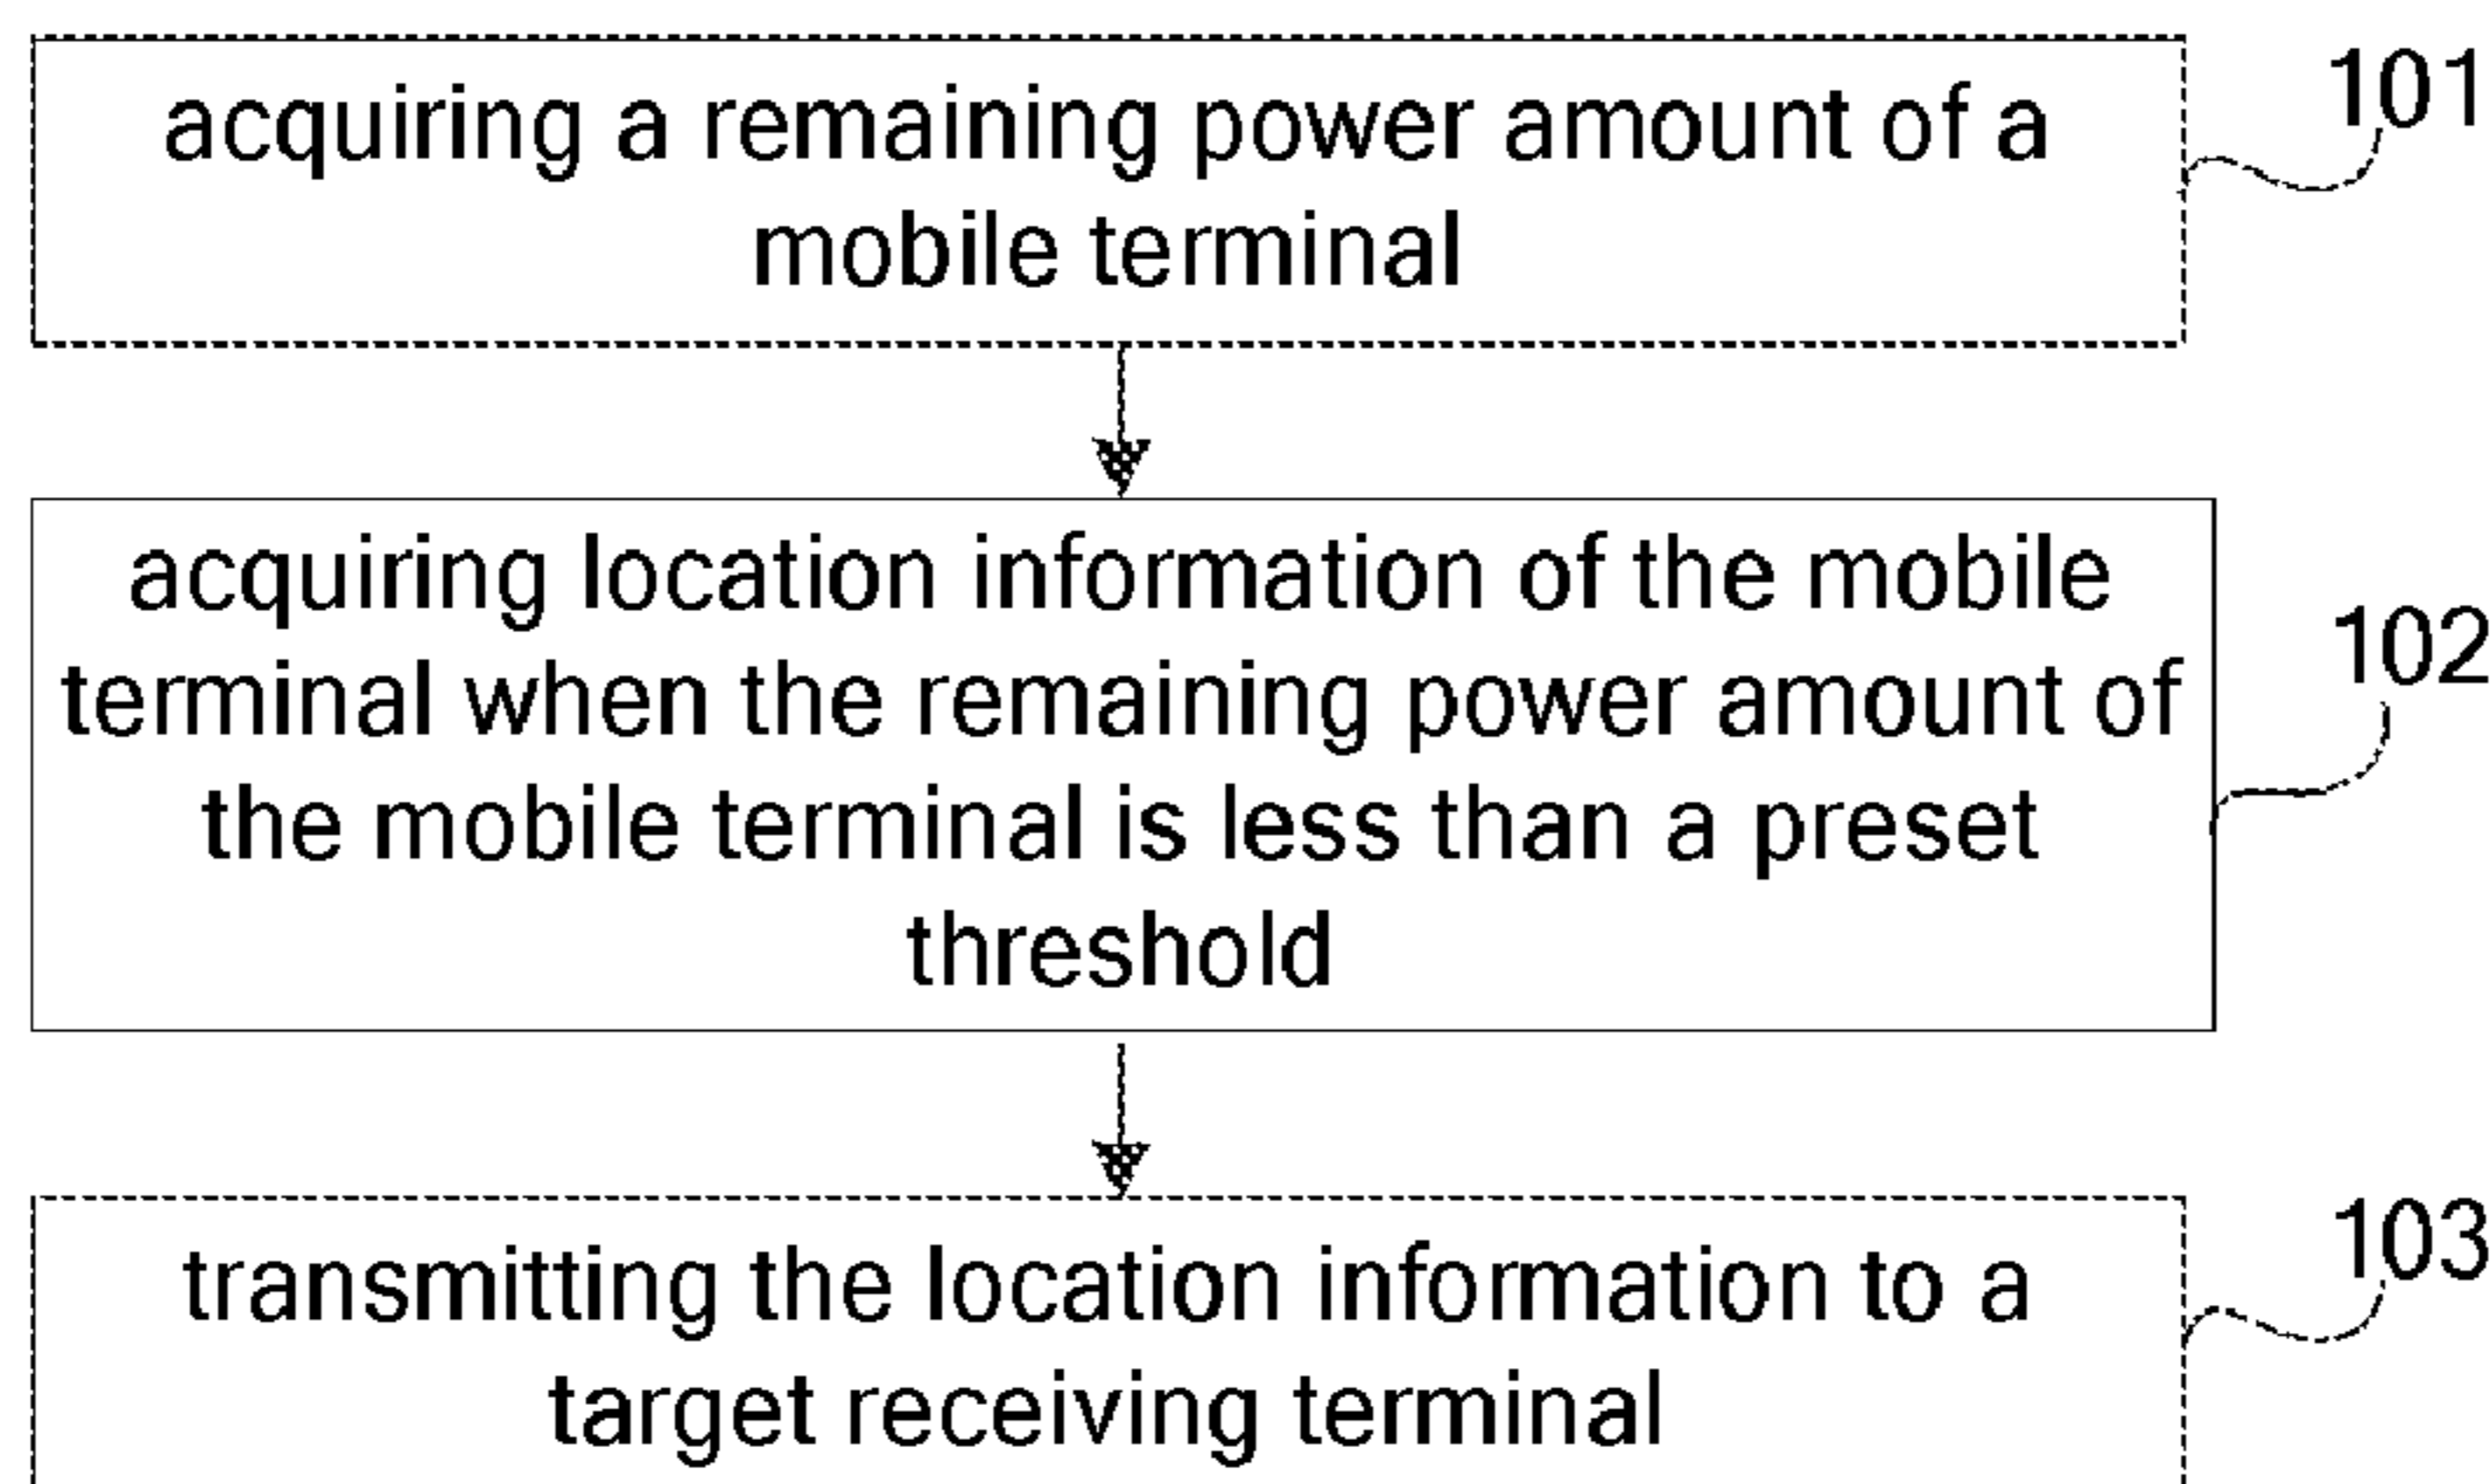 acquiring a remaining power amount of a
mobile terminal
101
acquiring location information of the mobile
terminal when the remaining power amount of
the mobile terminal is less than a preset
threshold
102
transmitting the location information to a
target receiving terminal
103